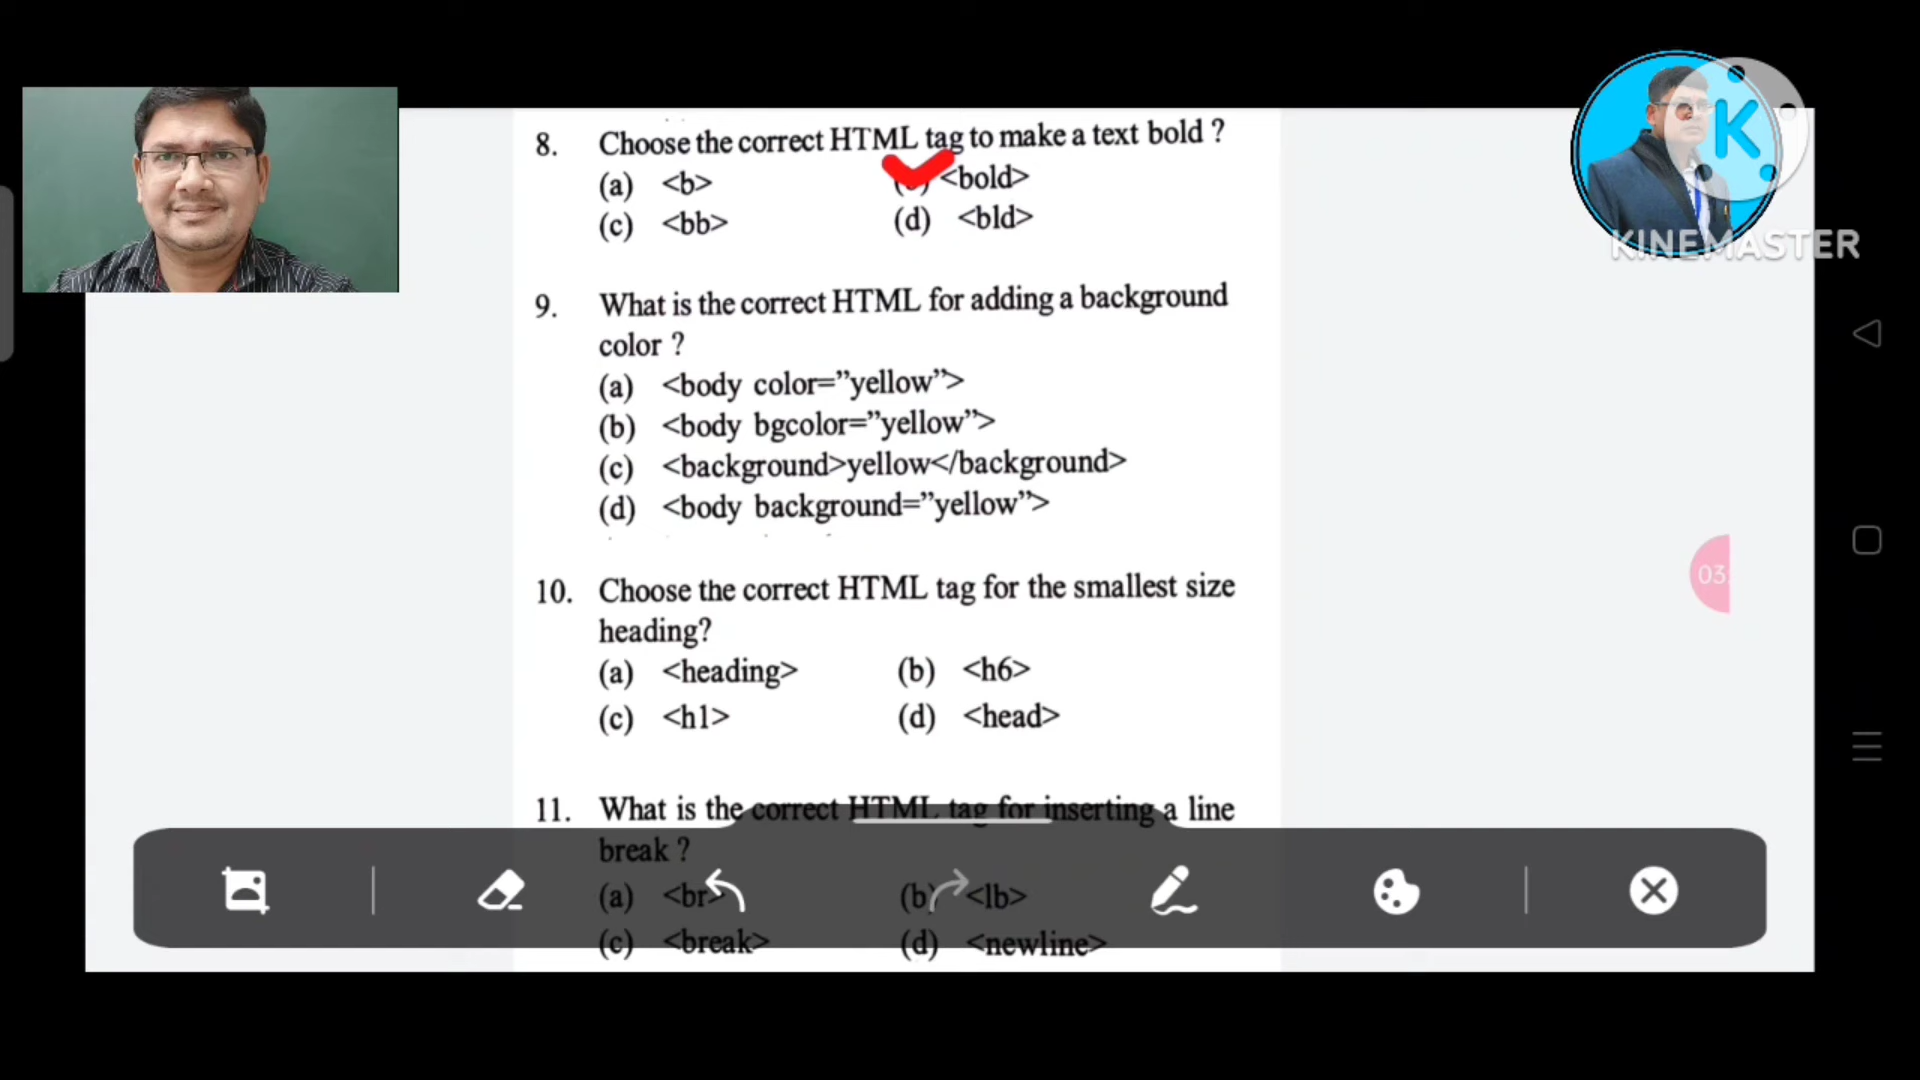 8. Choose the correct HTML tag to make a text bold ?
(a) <b> <bold>
(c) <bb> (d) <bld>
9. What is the correct HTML for adding a background
color ?
(a) <body color=”yellow”>
(b) <body bgcolor=”yellow”>
(c) <background>yellow</background>
(d) <body background=”yellow”>
10. Choose the correct HTML tag for the smallest size
heading?
(a) <heading> (b) <h6>
(c) <h1> (d) <head>
11. What is the correct HTML tag for inserting a line
break ?
(a) <br> (b) <lb>
(c) <break> (d) <newline>
K
KINEMASTER
03